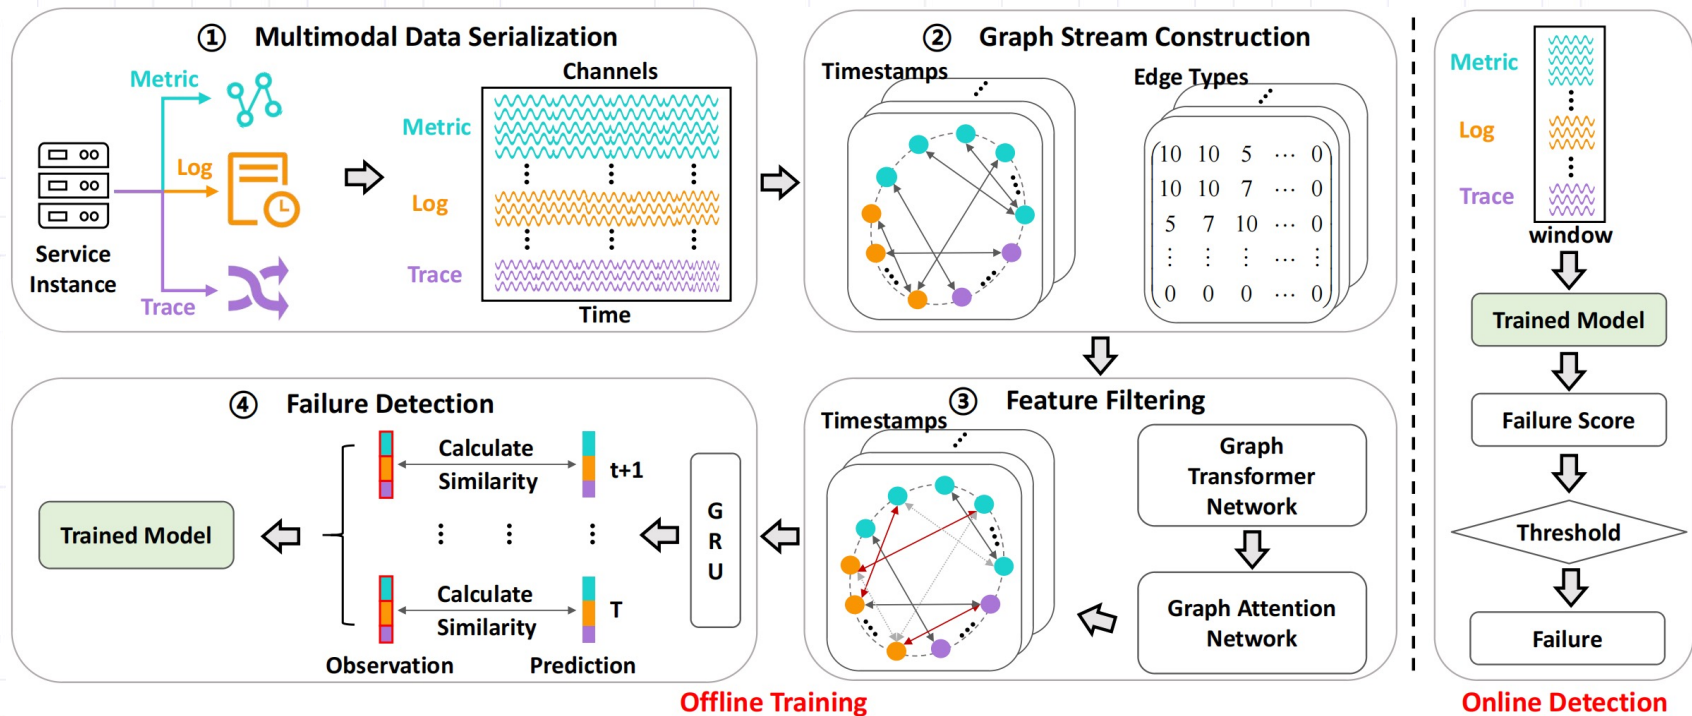 ① Multimodal Data Serialization
Metric
Log
Trace
Service
Instance
Channels
Metric
Log
Trace
Time
② Graph Stream Construction
Timestamps
Edge Types
10 10 5 ⋯ 0
10 10 7 ⋯ 0
5 7 10 ⋯ 0
⋮ ⋮ ⋮ ⋮
0 0 0 ⋯ 0
③ Feature Filtering
Timestamps
Graph
Transformer
Network
Graph Attention
Network
④ Failure Detection
Calculate
Similarity
t+1
Calculate
Similarity
T
Observation
Prediction
G
R
U
Trained Model
Offline Training
Metric
Log
Trace
window
Trained Model
Failure Score
Threshold
Failure
Online Detection